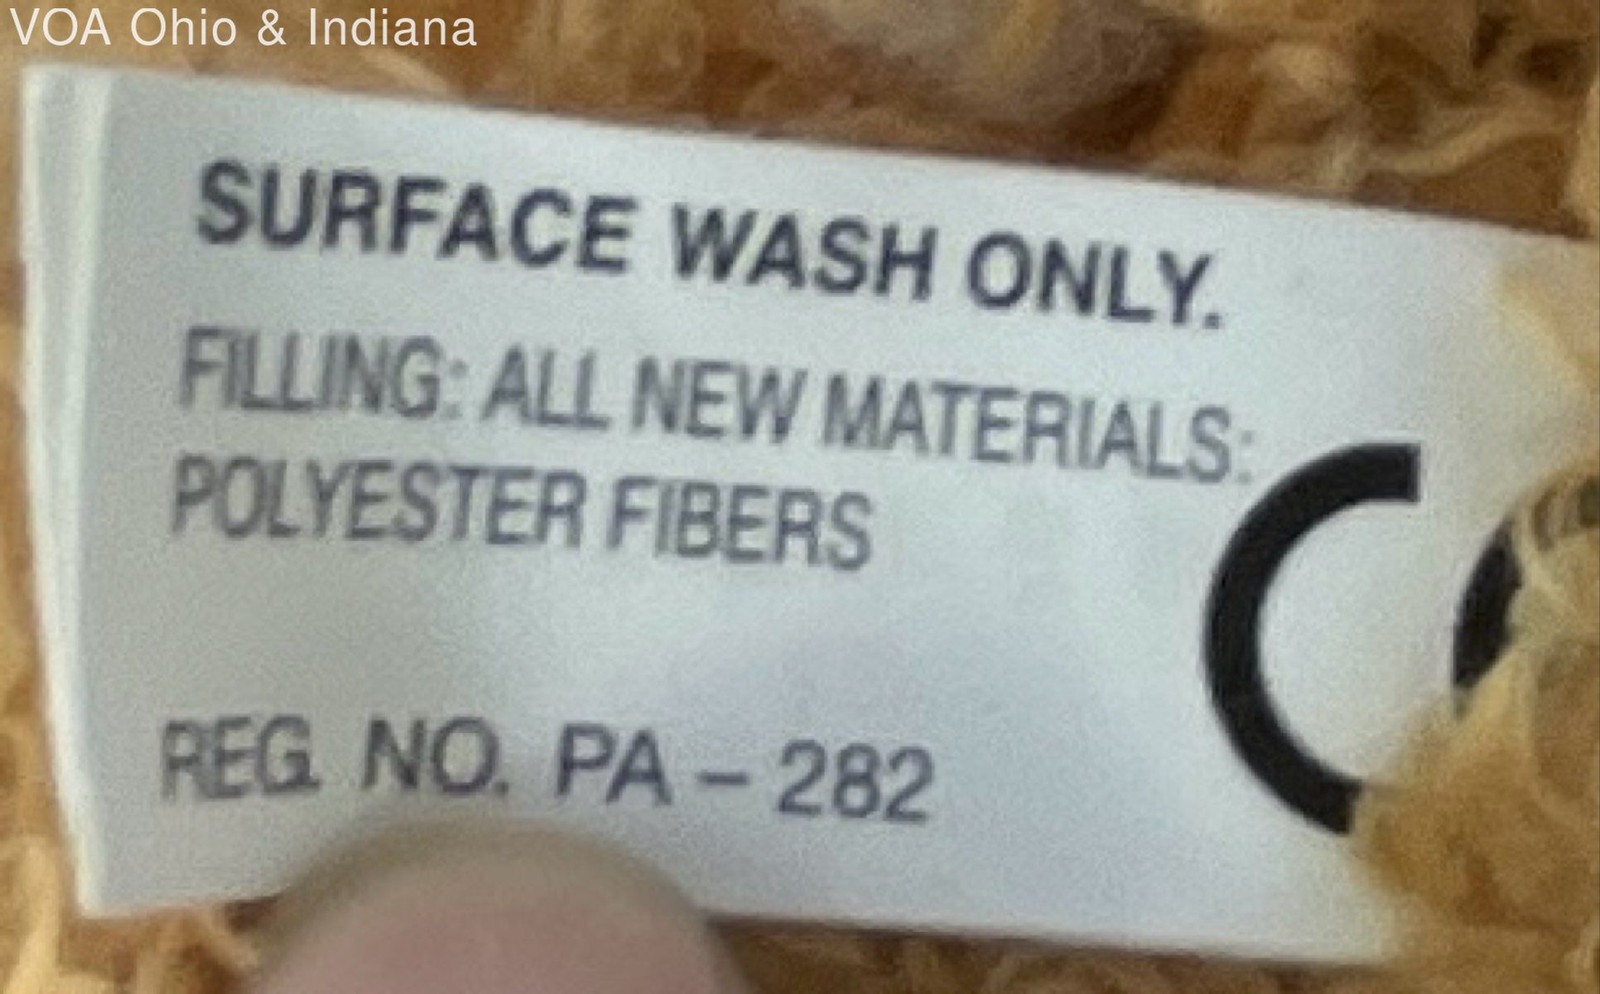 VOA Ohio & Indiana
SURFACE WASH ONLY.
FILLING: ALL NEW MATERIALS:
POLYESTER FIBERS
REG. NO. PA – 282
C